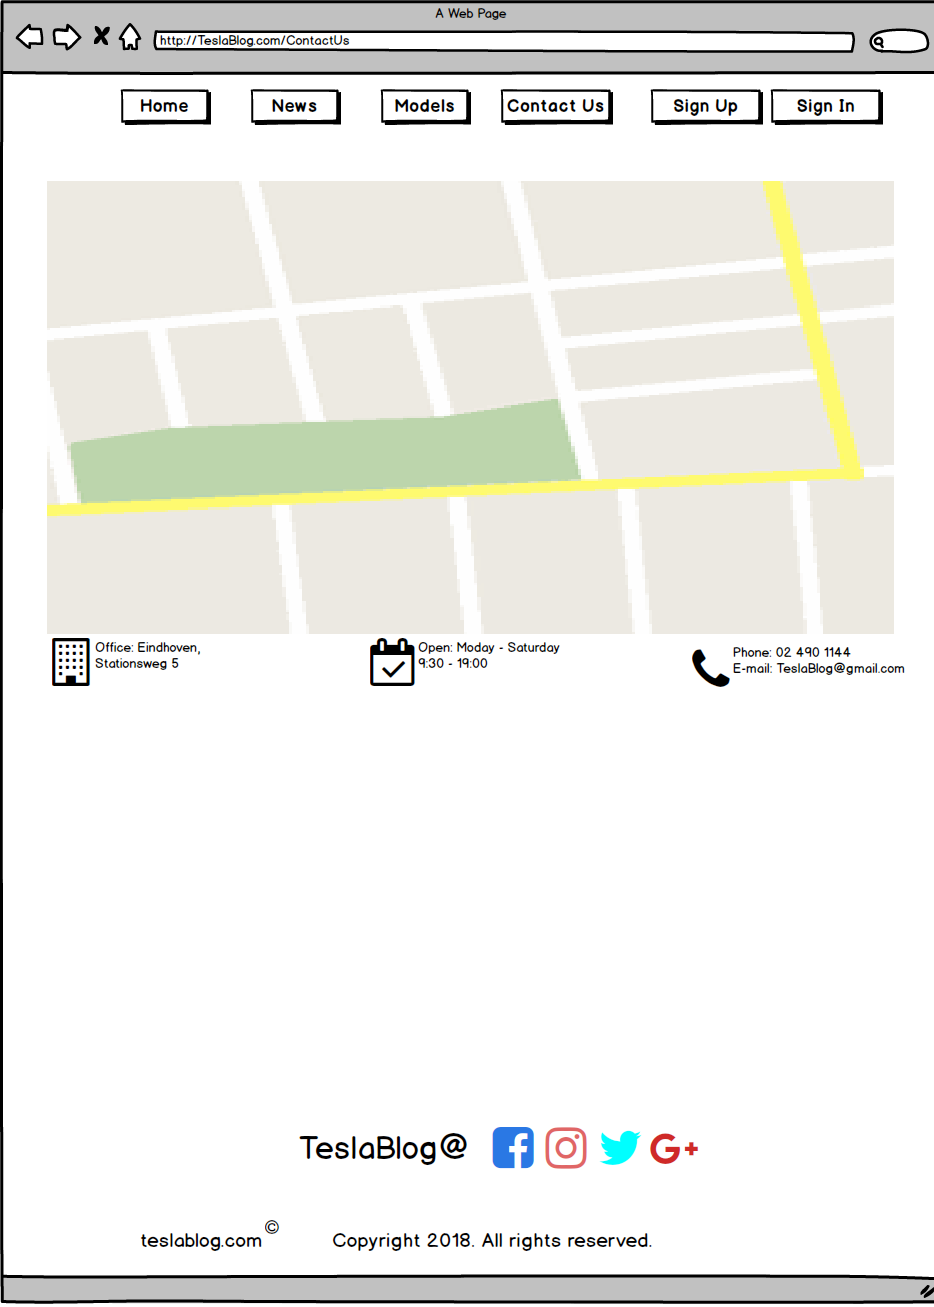 A Web Page
http://TeslaBlog.com/ContactUs
Home News Models Contact Us Sign Up Sign In
Office: Eindhoven,
Stationsweg 5
Open: Moday - Saturday
9:30 - 19:00
Phone: 02 490 1144
E-mail: TeslaBlog@gmail.com
TeslaBlog@ f G+
teslablog.com© Copyright 2018. All rights reserved.